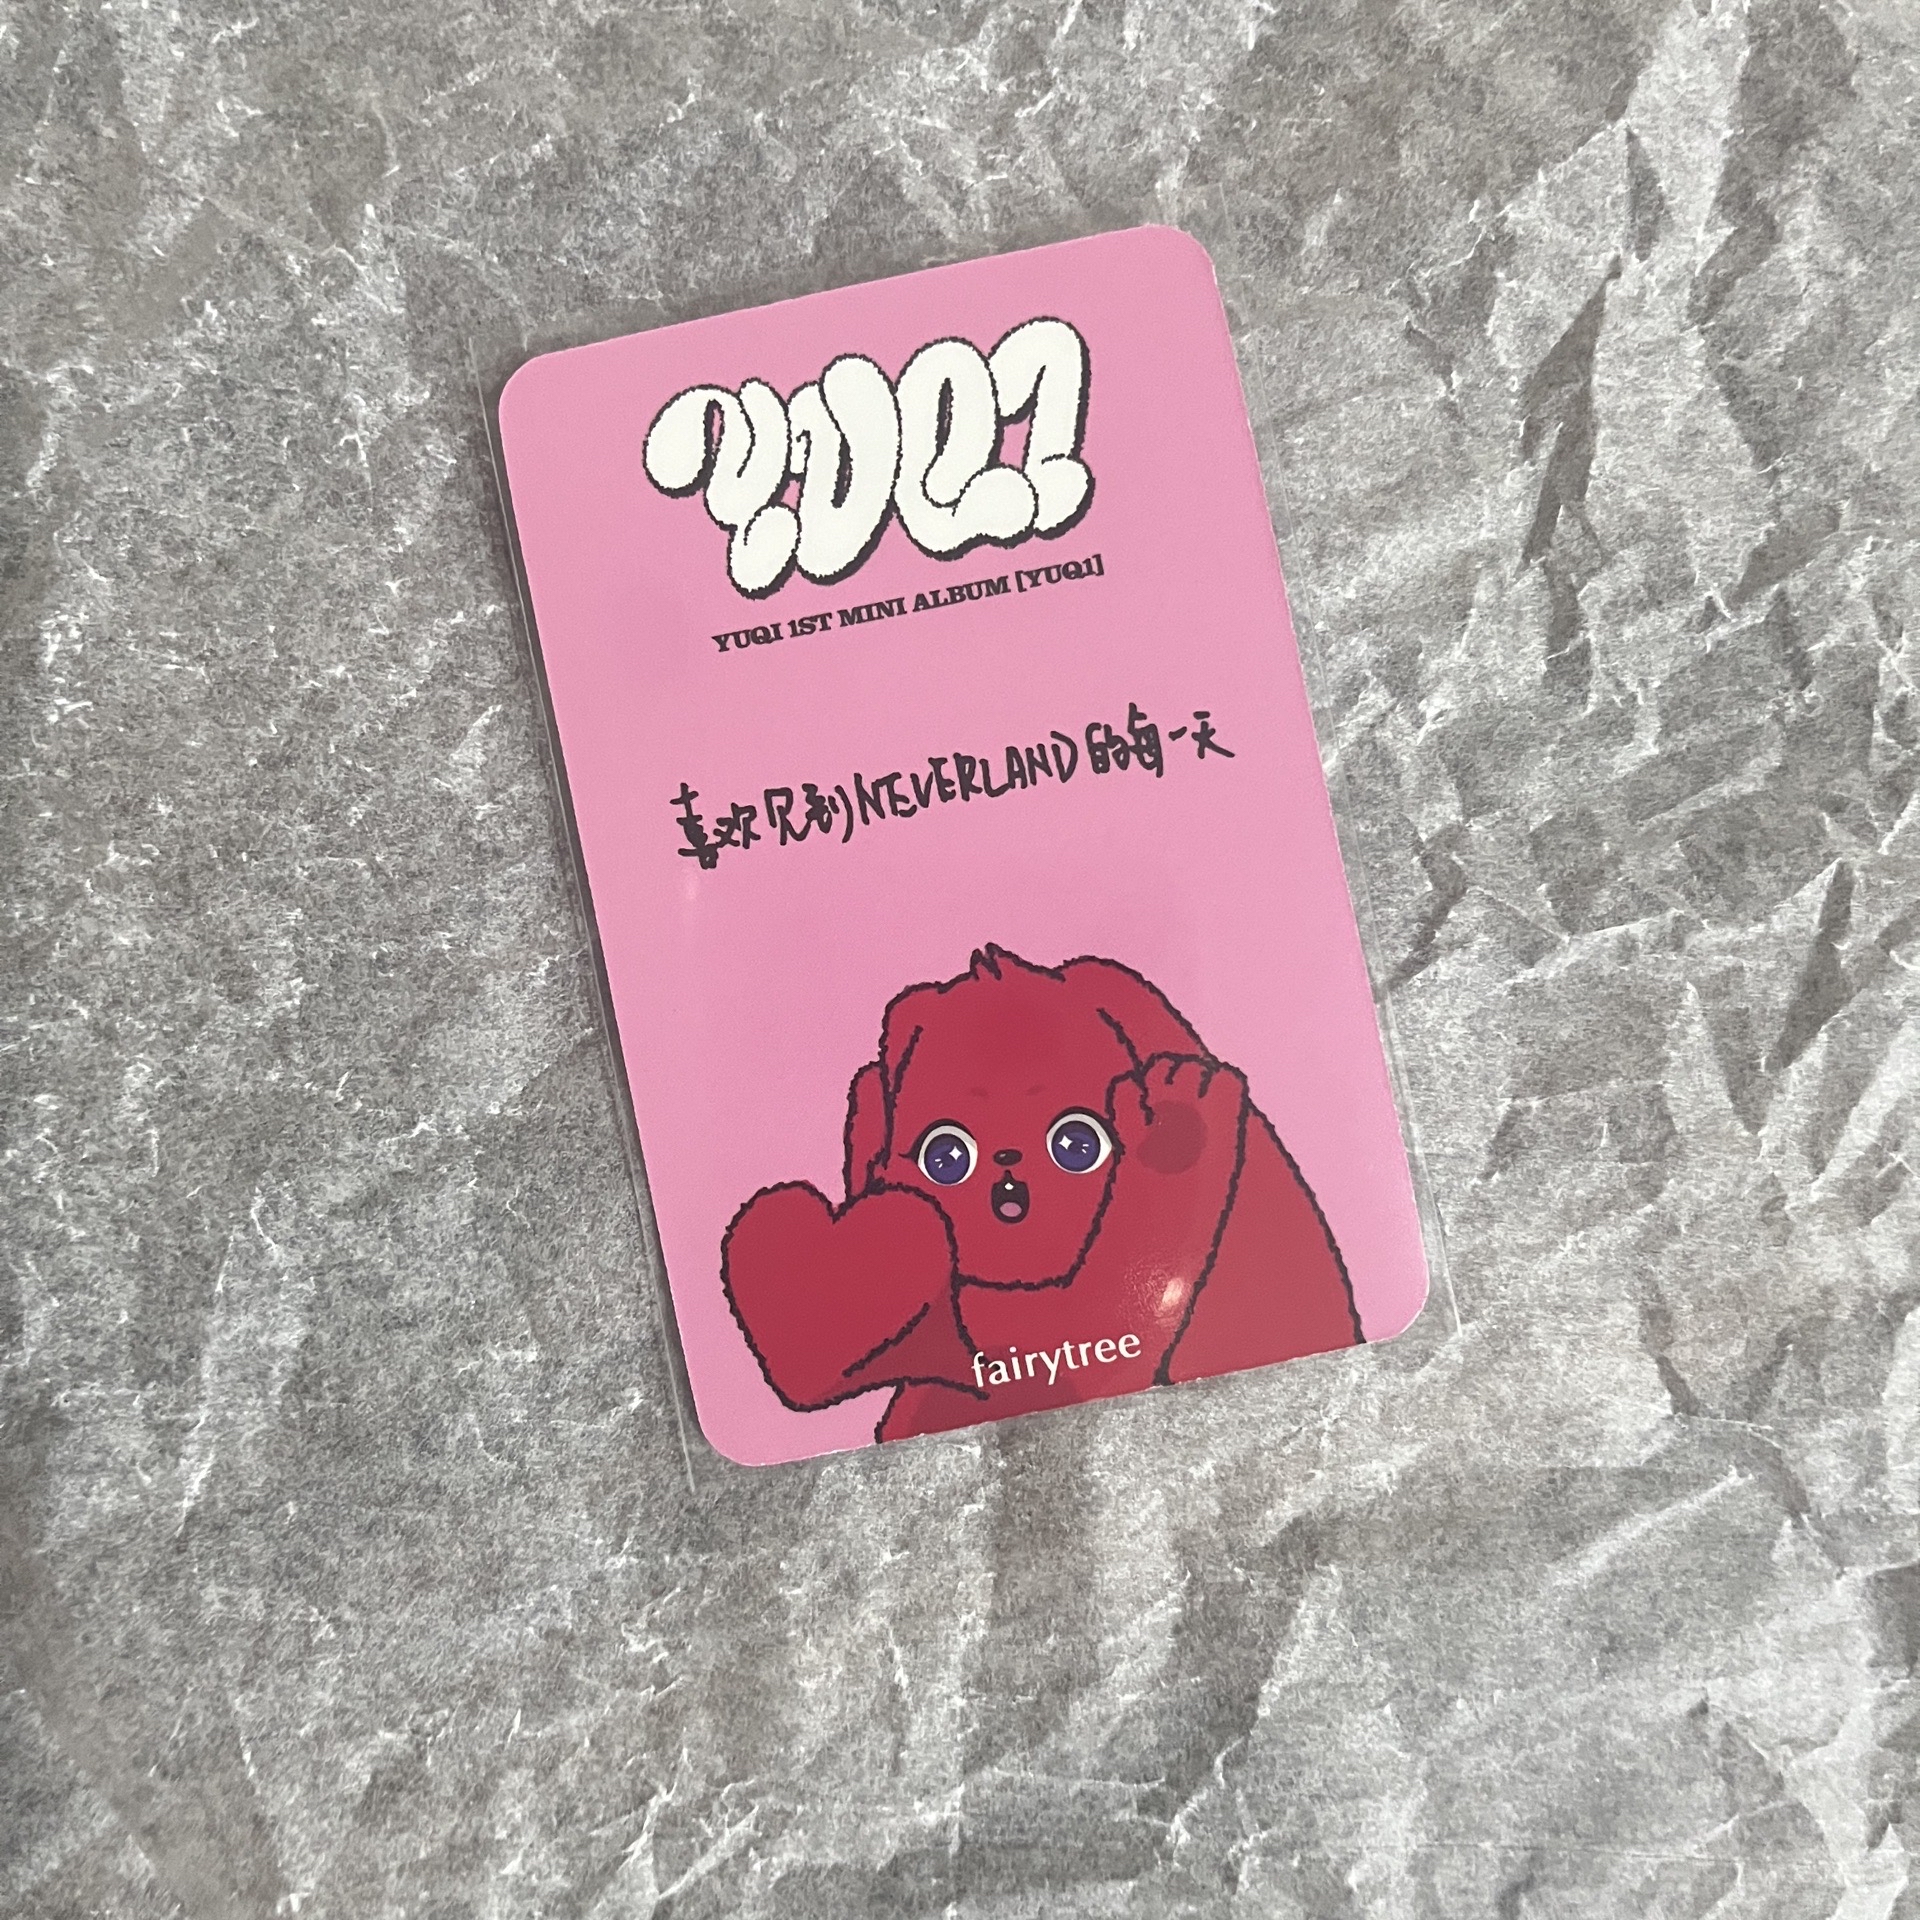 YUQ1
YUQI 1ST MINI ALBUM [YUQ1]
喜欢见到NEVERLAND的每一天
fairytree